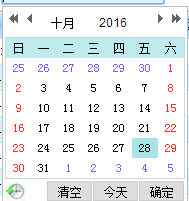 十月 2016
日 一 二 三 四 五 六
25 26 27 28 29 30 1
2 3 4 5 6 7 8
9 10 11 12 13 14 15
16 17 18 19 20 21 22
23 24 25 26 27 28 29
30 31 1 2 3 4 5
清空 今天 确定